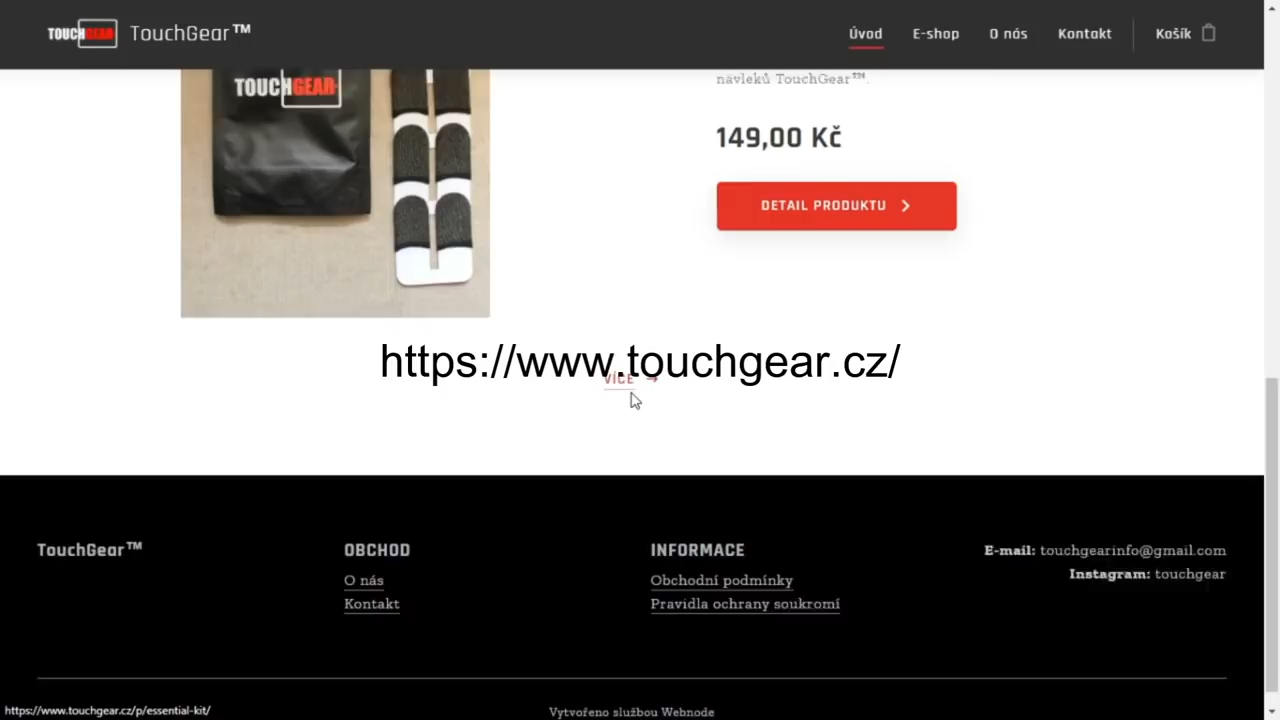 TOUCHGEAR TouchGear™
Úvod E-shop O nás Kontakt Košík
TOUCHGEAR
návleků TouchGear™.
149,00 Kč
DETAIL PRODUKTU
https://www.touchgear.cz/
VÍCE →
TouchGear™
OBCHOD
O nás
Kontakt
INFORMACE
Obchodní podmínky
Pravidla ochrany soukromí
E-mail: touchgearinfo@gmail.com
Instagram: touchgear
https://www.touchgear.cz/p/essential-kit/
Vytvořeno službou Webnode